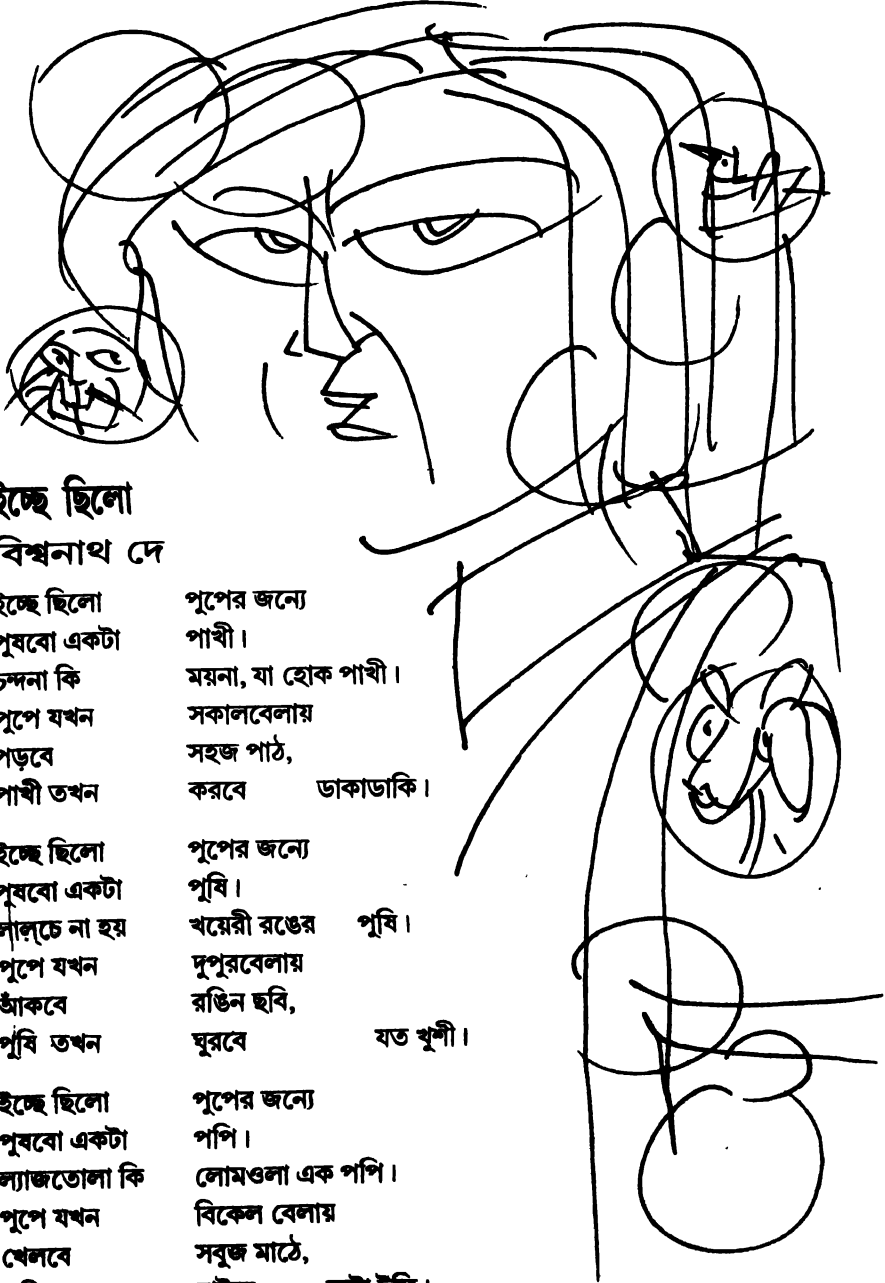 ইচ্ছে ছিলো
বিশ্বনাথ দে
ইচ্ছে ছিলো পুপের জন্যে
পুষবো একটা পাখী।
চন্দনা কি ময়না, যা হোক পাখী।
পুপে যখন সকালবেলায়
পড়বে সহজ পাঠ,
পাখী তখন করবে ডাকাডাকি।
ইচ্ছে ছিলো পুপের জন্যে
পুষবো একটা পুষি।
লাল্‌চে না হয় খয়েরী রঙের পুষি।
পুপে যখন দুপুরবেলায়
আঁকবে রঙিন ছবি,
পুষি তখন ঘুরবে যত খুশী।
ইচ্ছে ছিলো পুপের জন্যে
পুষবো একটা পপি।
ল্যাজতোলা কি লোমওলা এক পপি।
পুপে যখন বিকেল বেলায়
খেলবে সবুজ মাঠে,